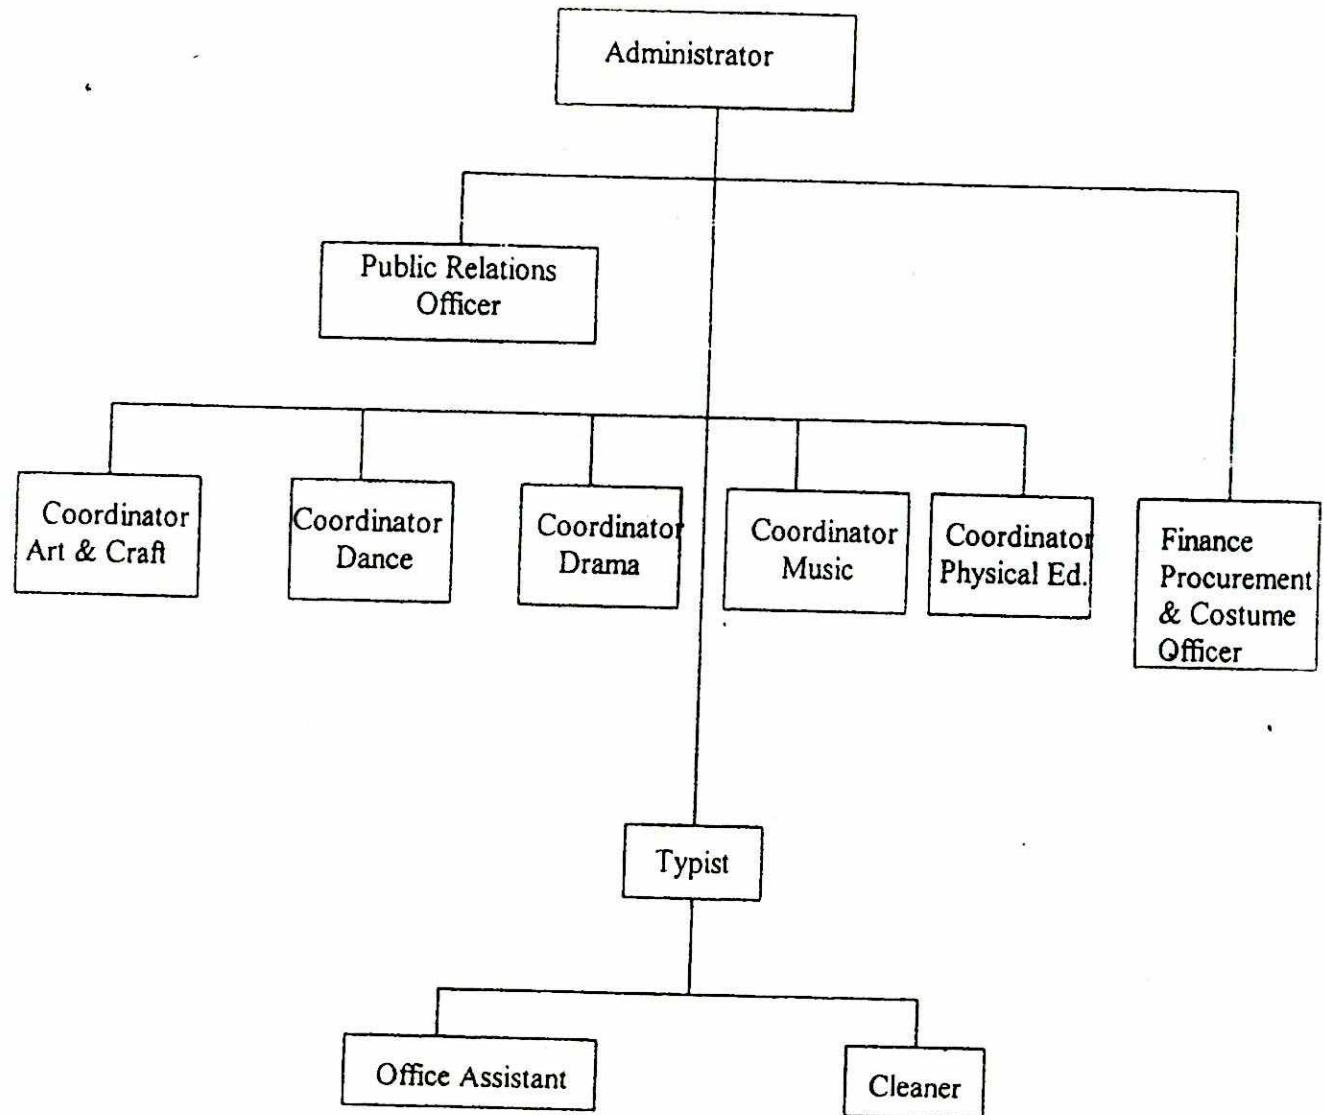 Administrator
Public Relations
Officer
Coordinator
Art & Craft
Coordinator
Dance
Coordinator
Drama
Coordinator
Music
Coordinator
Physical Ed.
Finance
Procurement
& Costume
Officer
Typist
Office Assistant
Cleaner